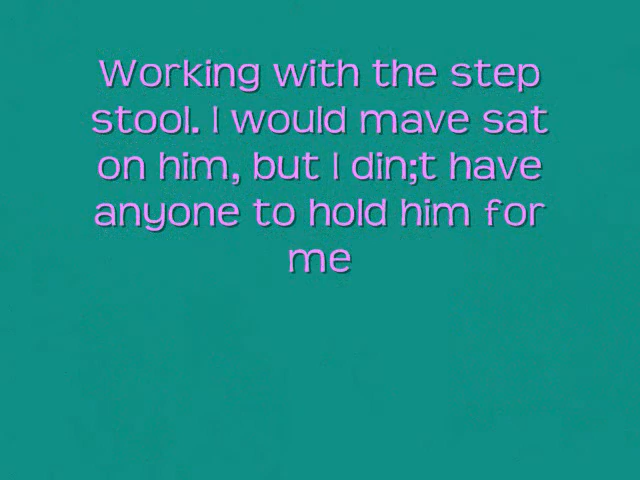 Working with the step
stool. I would mave sat
on him, but I din;t have
anyone to hold him for
me